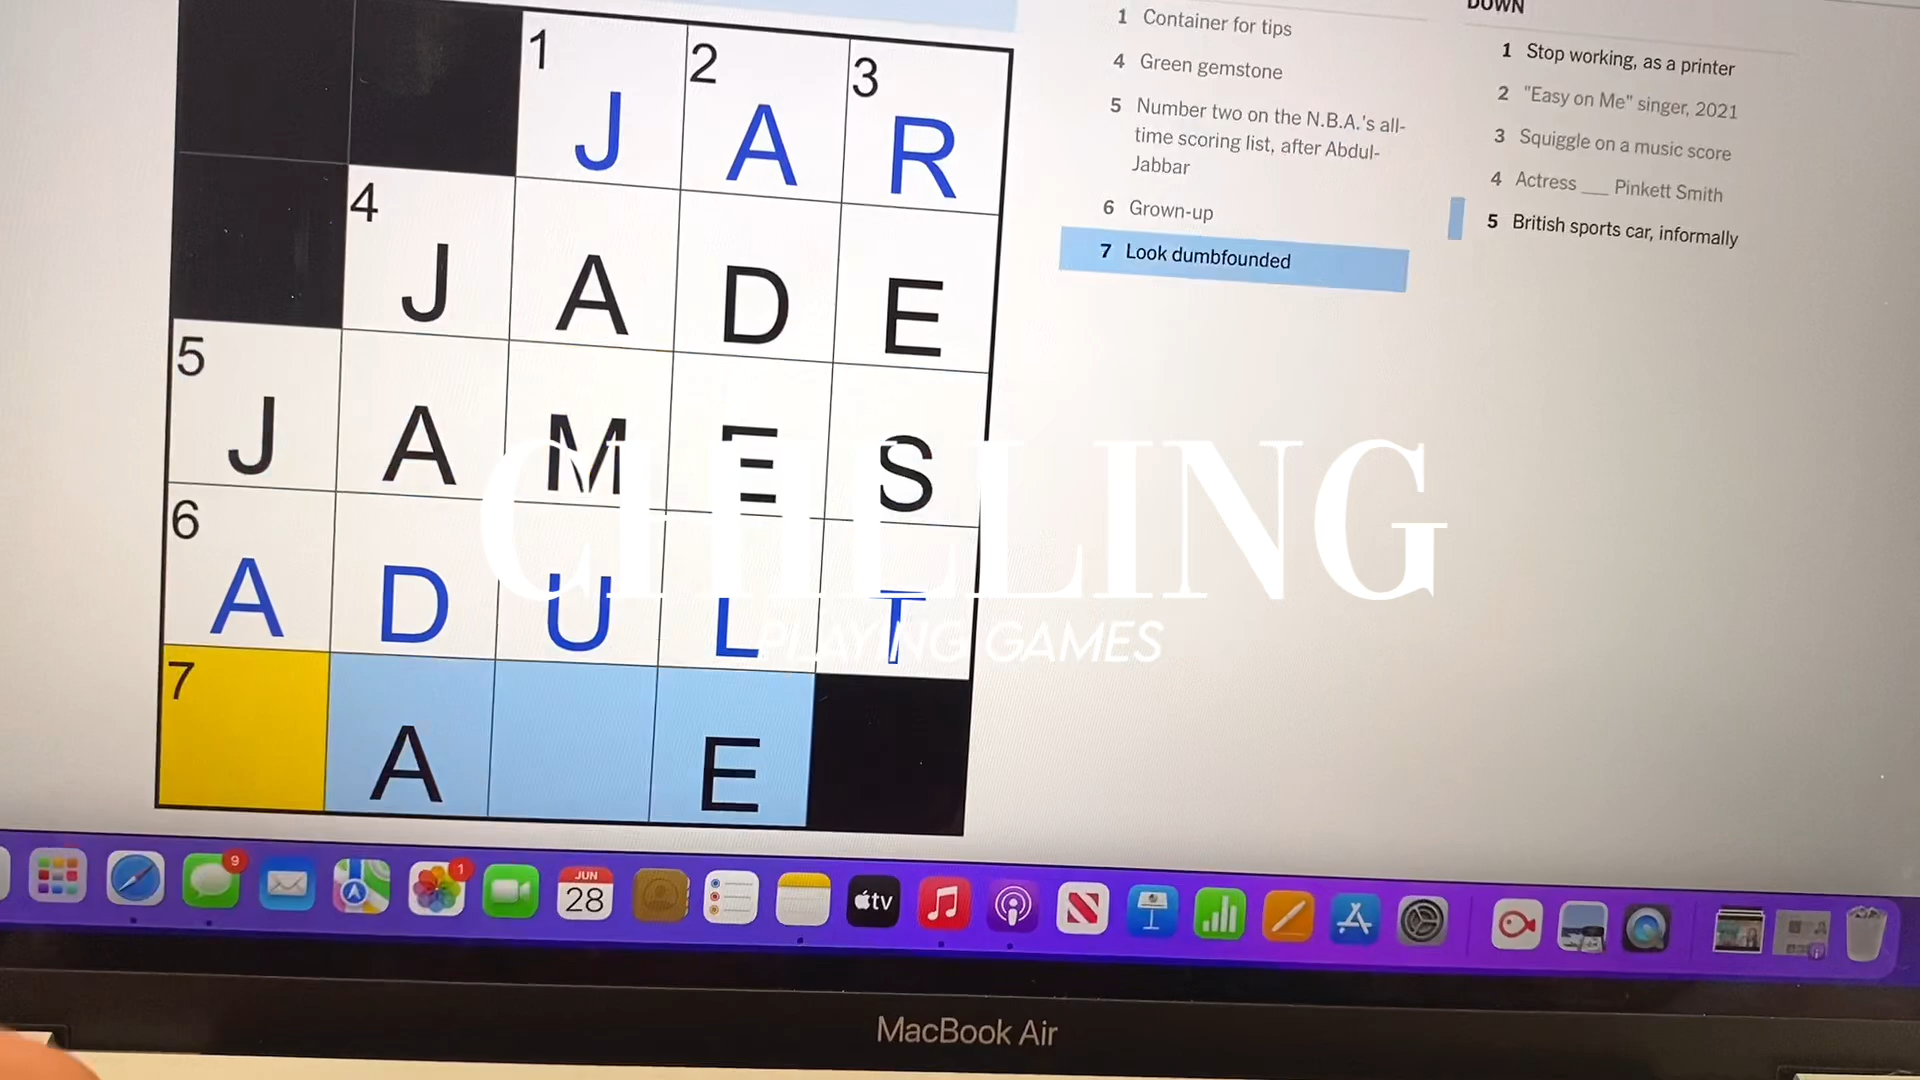 DOWN
1 Container for tips
4 Green gemstone
5 Number two on the N.B.A.'s all-
time scoring list, after Abdul-
Jabbar
6 Grown-up
7 Look dumbfounded
1 Stop working, as a printer
2 "Easy on Me" singer, 2021
3 Squiggle on a music score
4 Actress ___ Pinkett Smith
5 British sports car, informally
1 2 3
J A R
4
J A D E
5
J A M E S
6
A D U L T
7
A E
CHILLING
PLAYING GAMES
9
1
JUN
28
tv
MacBook Air